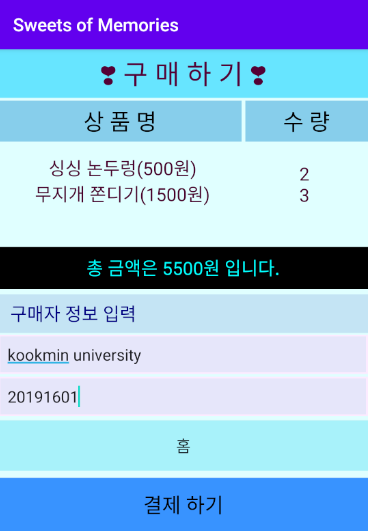 Sweets of Memories
❣구매하기❣
상품명 수량
싱싱 논두렁(500원) 2
무지개 쫀디기(1500원) 3
총 금액은 5500원 입니다.
구매자 정보 입력
kookmin university
20191601
홈
결제 하기